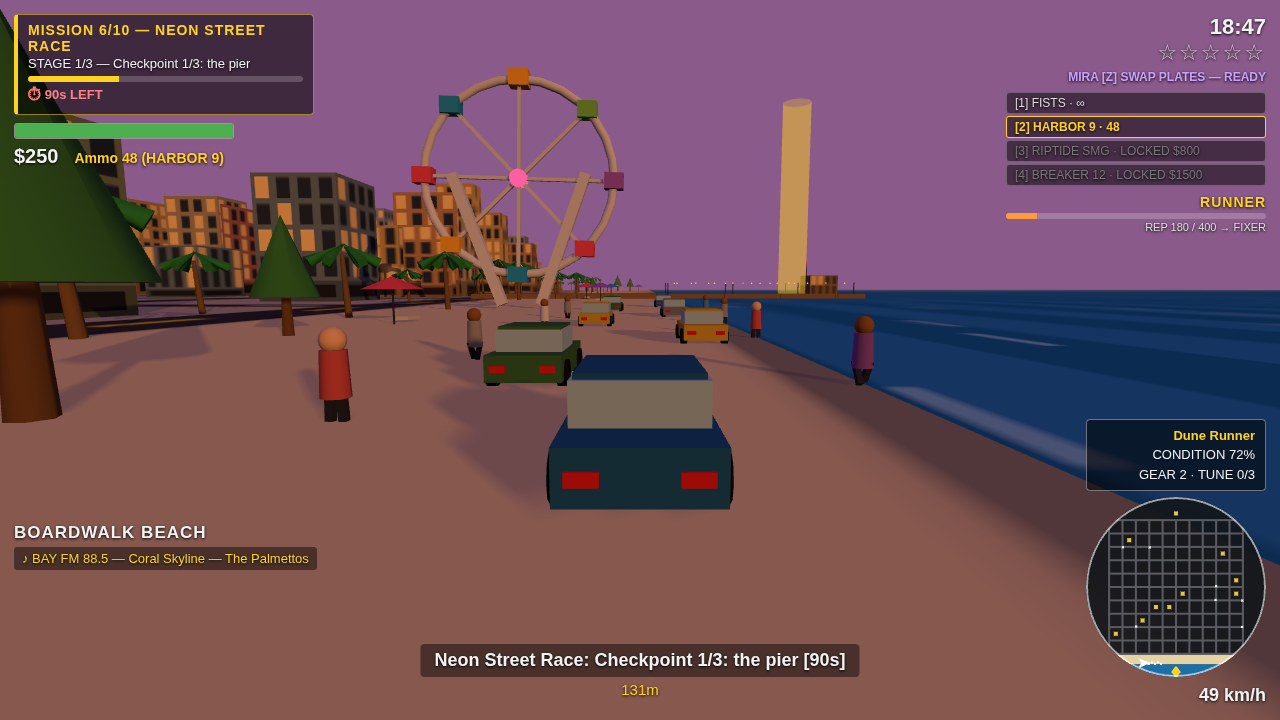 MISSION 6/10 — NEON STREET
RACE
STAGE 1/3 — Checkpoint 1/3: the pier
⏱ 90s LEFT
$250 Ammo 48 (HARBOR 9)
18:47
☆☆☆☆☆
MIRA [Z] SWAP PLATES — READY
[1] FISTS · ∞
[2] HARBOR 9 · 48
[3] RIPTIDE SMG · LOCKED $800
[4] BREAKER 12 · LOCKED $1500
RUNNER
REP 180 / 400 → FIXER
Dune Runner
CONDITION 72%
GEAR 2 · TUNE 0/3
BOARDWALK BEACH
♪ BAY FM 88.5 — Coral Skyline — The Palmettos
Neon Street Race: Checkpoint 1/3: the pier [90s]
131m
49 km/h